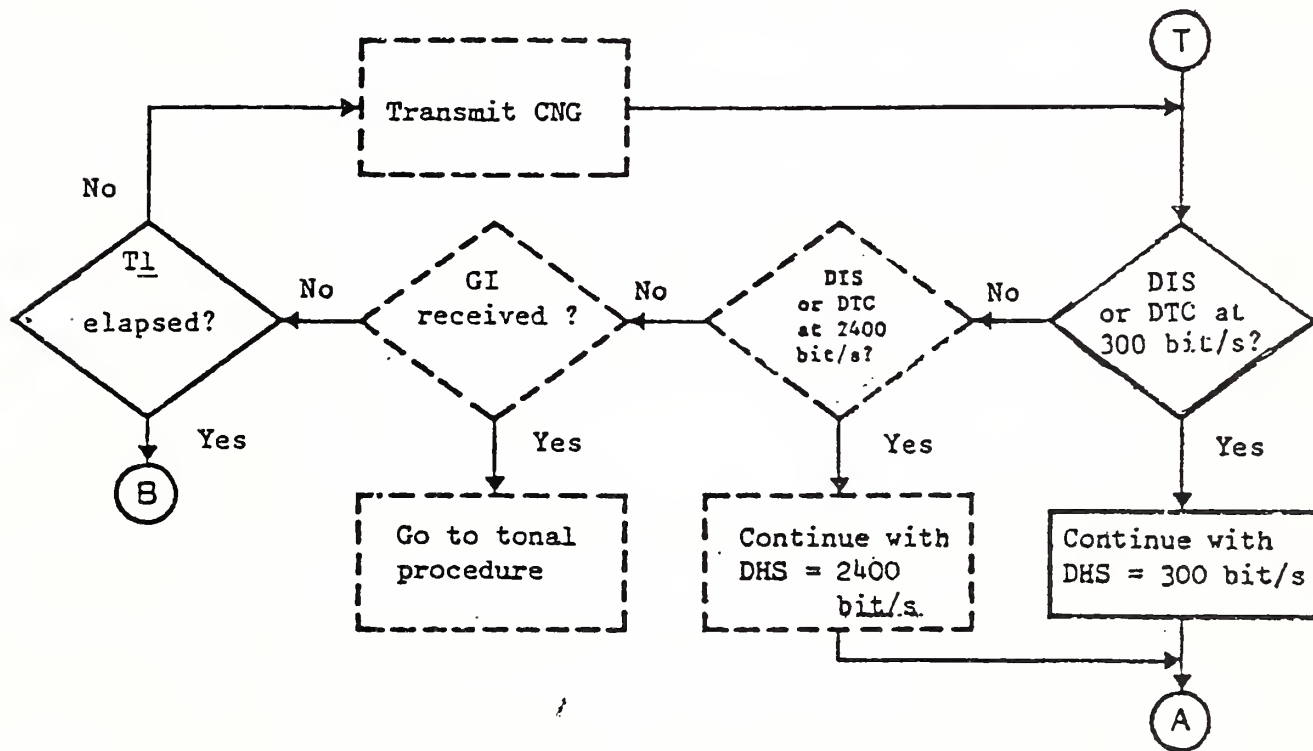 T
Transmit CNG
No
T1
elapsed?
No
GI
received ?
No
DIS
or DTC
at 2400
bit/s?
No
DIS
or DTC at
300 bit/s?
Yes
B
Yes
Go to tonal
procedure
Yes
Continue with
DHS = 2400
bit/s.
Yes
Continue with
DHS = 300 bit/s
A